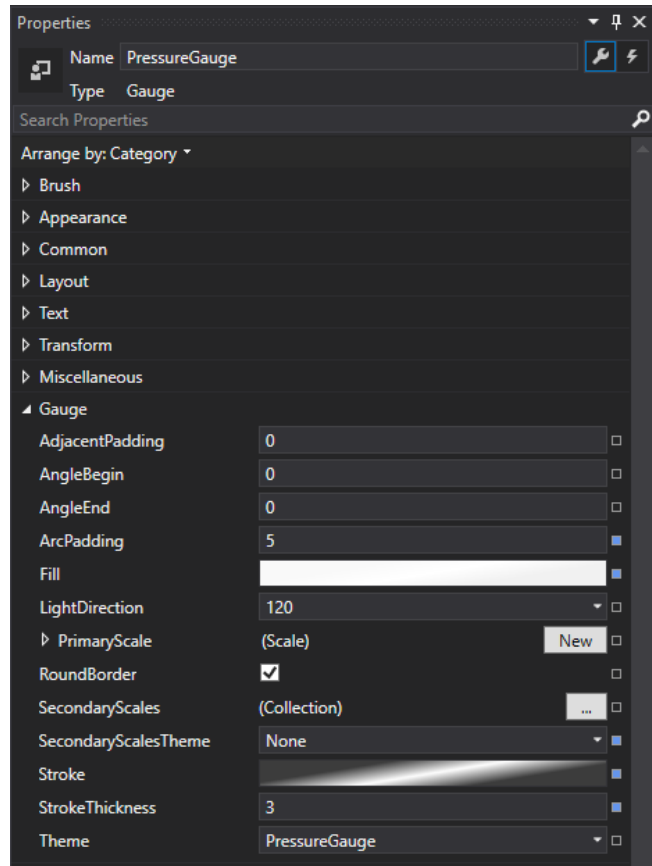 Properties
Name PressureGauge
Type Gauge
Search Properties
Arrange by: Category
Brush
Appearance
Common
Layout
Text
Transform
Miscellaneous
Gauge
AdjacentPadding 0
AngleBegin 0
AngleEnd 0
ArcPadding 5
Fill
LightDirection 120
PrimaryScale (Scale) New
RoundBorder
SecondaryScales (Collection) ...
SecondaryScalesTheme None
Stroke
StrokeThickness 3
Theme PressureGauge